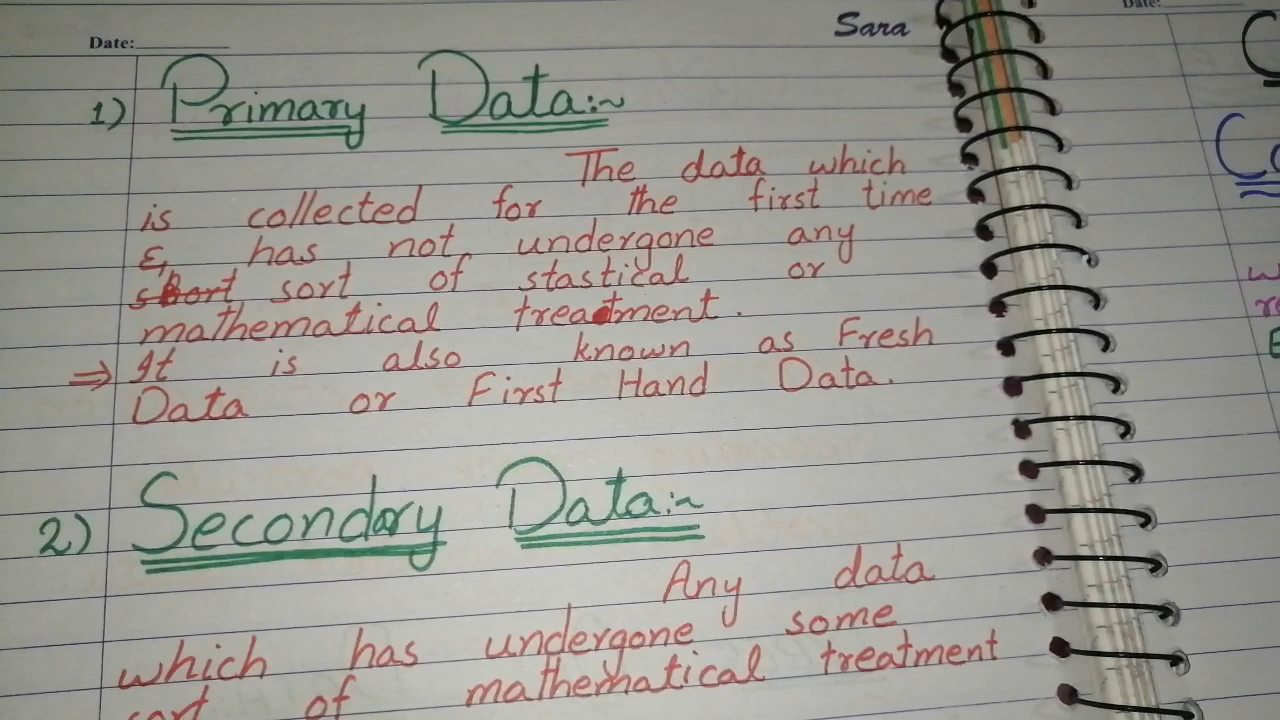 Sara
Date:
Date:
1) Primary Data:~
The data which
is collected for the first time
& has not undergone any
sort of stastical or
mathematical treatment.
⇒ It is also known as Fresh
Data or First Hand Data.
2) Secondary Data:~
Any data
which has undergone some
sort of mathematical treatment